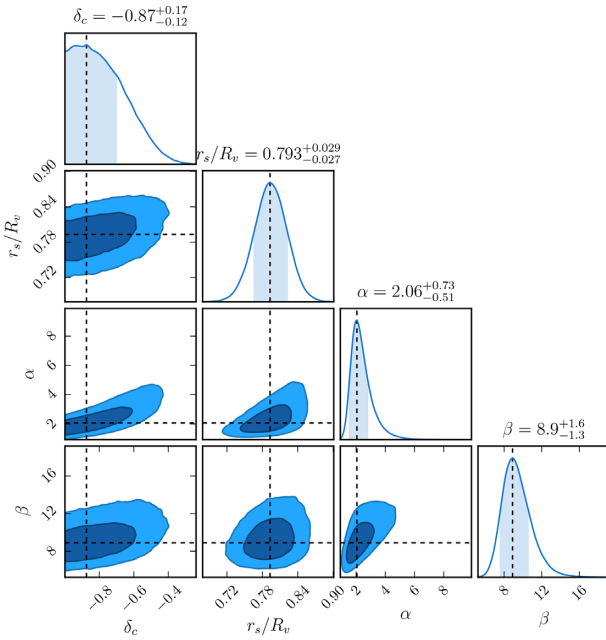 δ_c = −0.87^{+0.17}_{−0.12}
r_s/R_v = 0.793^{+0.029}_{−0.027}
0.90
0.84
0.78
0.72
r_s/R_v
α = 2.06^{+0.73}_{−0.51}
8
6
4
2
α
β = 8.9^{+1.6}_{−1.3}
16
12
8
β
−0.8 −0.6 −0.4
0.72 0.78 0.84 0.90
2 4 6 8
8 12 16
δ_c r_s/R_v α β